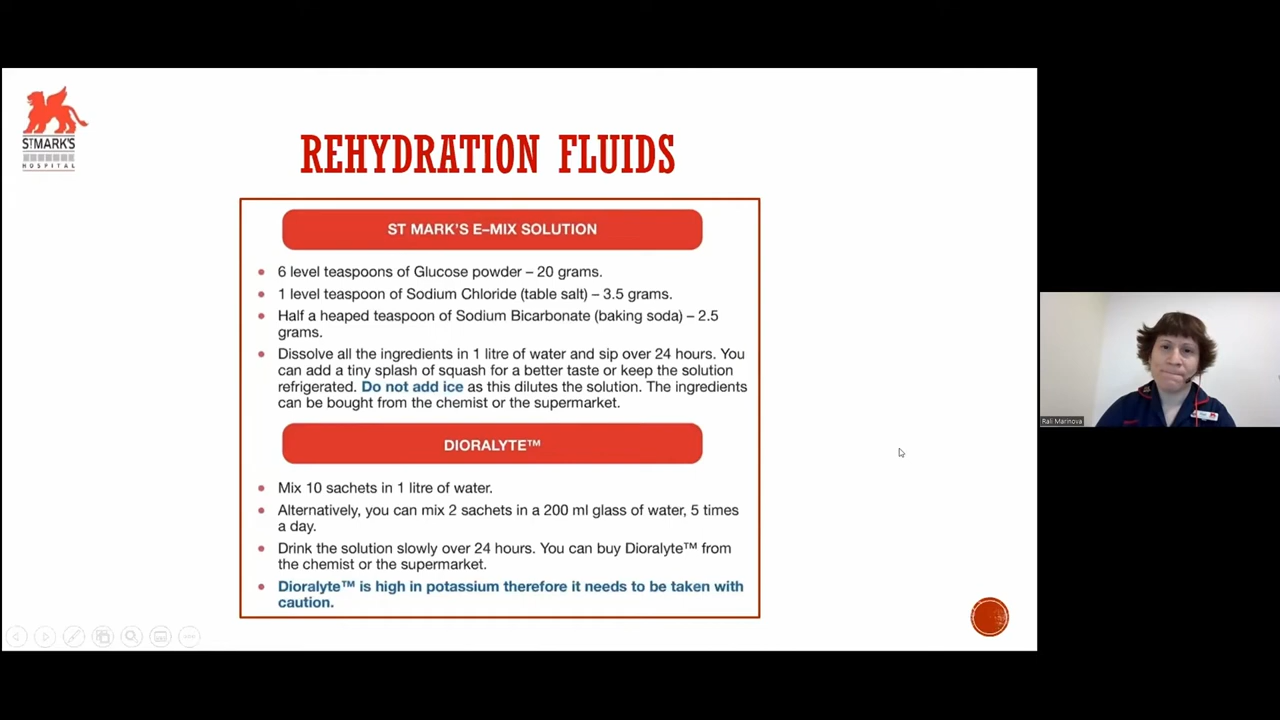 ST MARK'S
HOSPITAL
REHYDRATION FLUIDS
ST MARK'S E–MIX SOLUTION
• 6 level teaspoons of Glucose powder – 20 grams.
• 1 level teaspoon of Sodium Chloride (table salt) – 3.5 grams.
• Half a heaped teaspoon of Sodium Bicarbonate (baking soda) – 2.5
grams.
• Dissolve all the ingredients in 1 litre of water and sip over 24 hours. You
can add a tiny splash of squash for a better taste or keep the solution
refrigerated. Do not add ice as this dilutes the solution. The ingredients
can be bought from the chemist or the supermarket.
DIORALYTE™
• Mix 10 sachets in 1 litre of water.
• Alternatively, you can mix 2 sachets in a 200 ml glass of water, 5 times
a day.
• Drink the solution slowly over 24 hours. You can buy Dioralyte™ from
the chemist or the supermarket.
• Dioralyte™ is high in potassium therefore it needs to be taken with
caution.
Rali Marinova